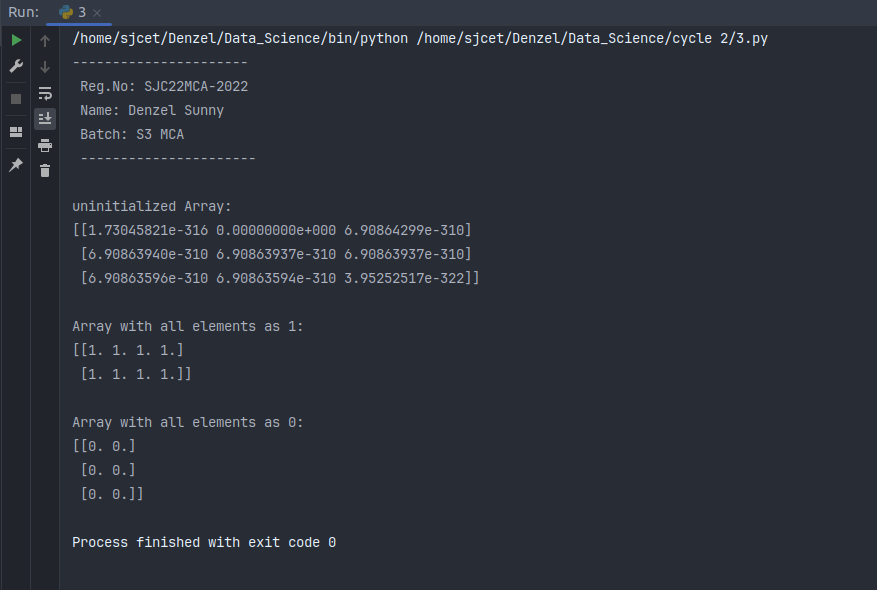 Run: 3
/home/sjcet/Denzel/Data_Science/bin/python /home/sjcet/Denzel/Data_Science/cycle 2/3.py
----------------------
Reg.No: SJC22MCA-2022
Name: Denzel Sunny
Batch: S3 MCA
----------------------
uninitialized Array:
[[1.73045821e-316 0.00000000e+000 6.90864299e-310]
[6.90863940e-310 6.90863937e-310 6.90863937e-310]
[6.90863596e-310 6.90863594e-310 3.95252517e-322]]
Array with all elements as 1:
[[1. 1. 1. 1.]
[1. 1. 1. 1.]]
Array with all elements as 0:
[[0. 0.]
[0. 0.]
[0. 0.]]
Process finished with exit code 0